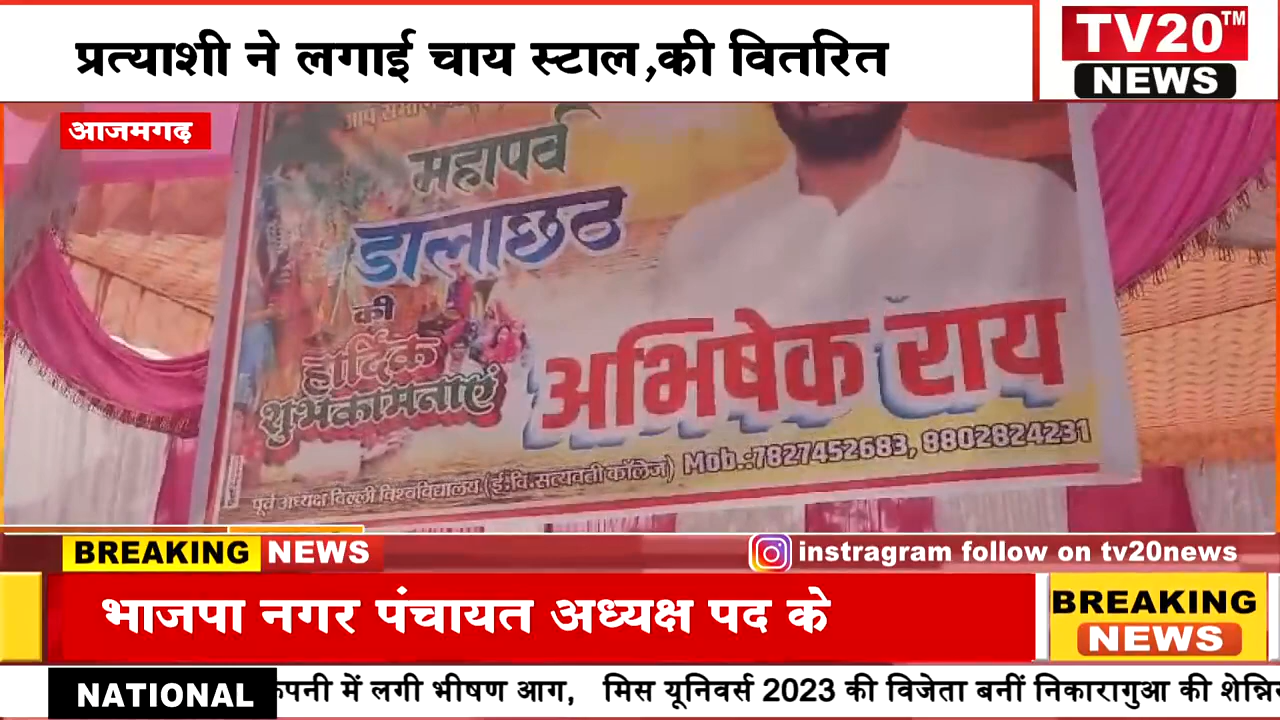 प्रत्याशी ने लगाई चाय स्टाल,की वितरित
TV20™
NEWS
आजमगढ़
महापर्व
डालाछठ
की
हार्दिक
शुभकामनाएं
अभिषेक राय
पूर्व अध्यक्ष दिल्ली विश्वविद्यालय (ई.वि.सत्यवती कॉलेज) Mob.:7827452683, 8802824231
BREAKING NEWS
instragram follow on tv20news
भाजपा नगर पंचायत अध्यक्ष पद के
BREAKING
NEWS
NATIONAL
में लगी भीषण आग, मिस यूनिवर्स 2023 की विजेता बनीं निकारागुआ की